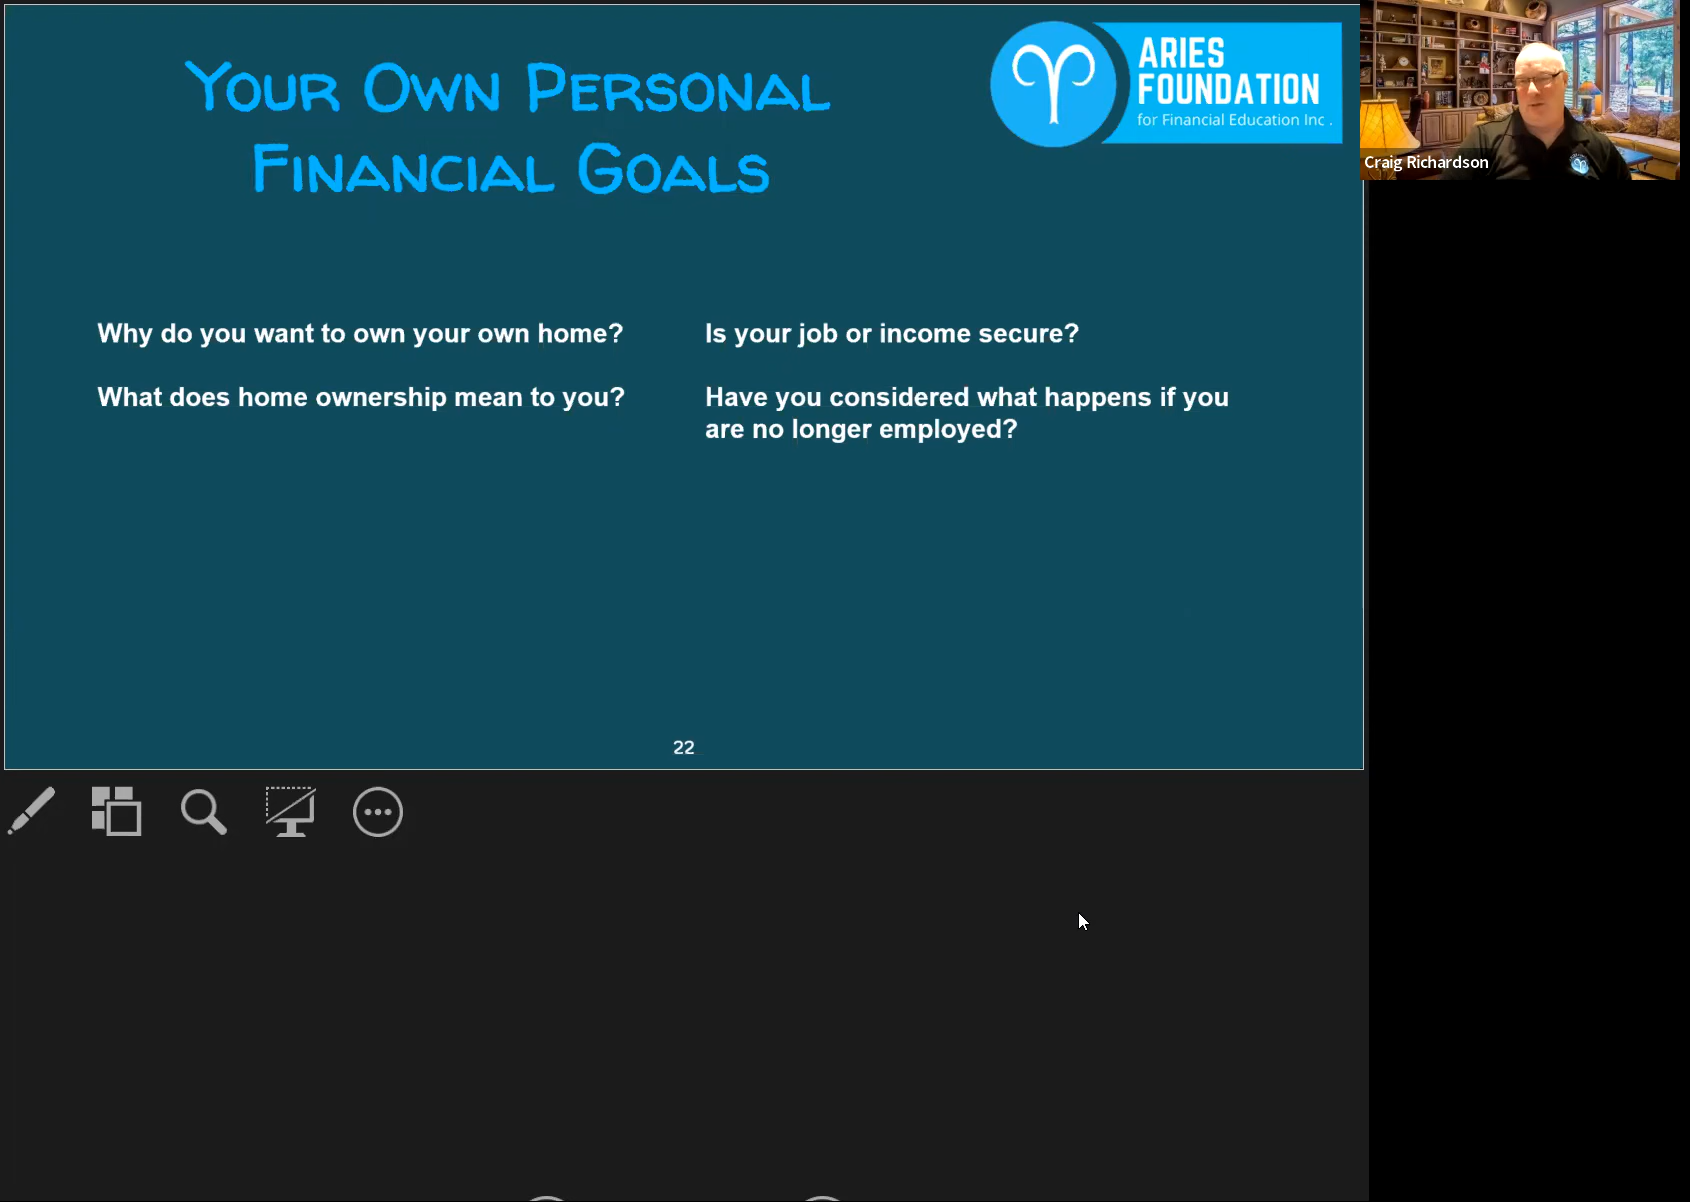 Your Own Personal
Financial Goals
ARIES
FOUNDATION
for Financial Education Inc .
Craig Richardson
Why do you want to own your own home?
What does home ownership mean to you?
Is your job or income secure?
Have you considered what happens if you
are no longer employed?
22